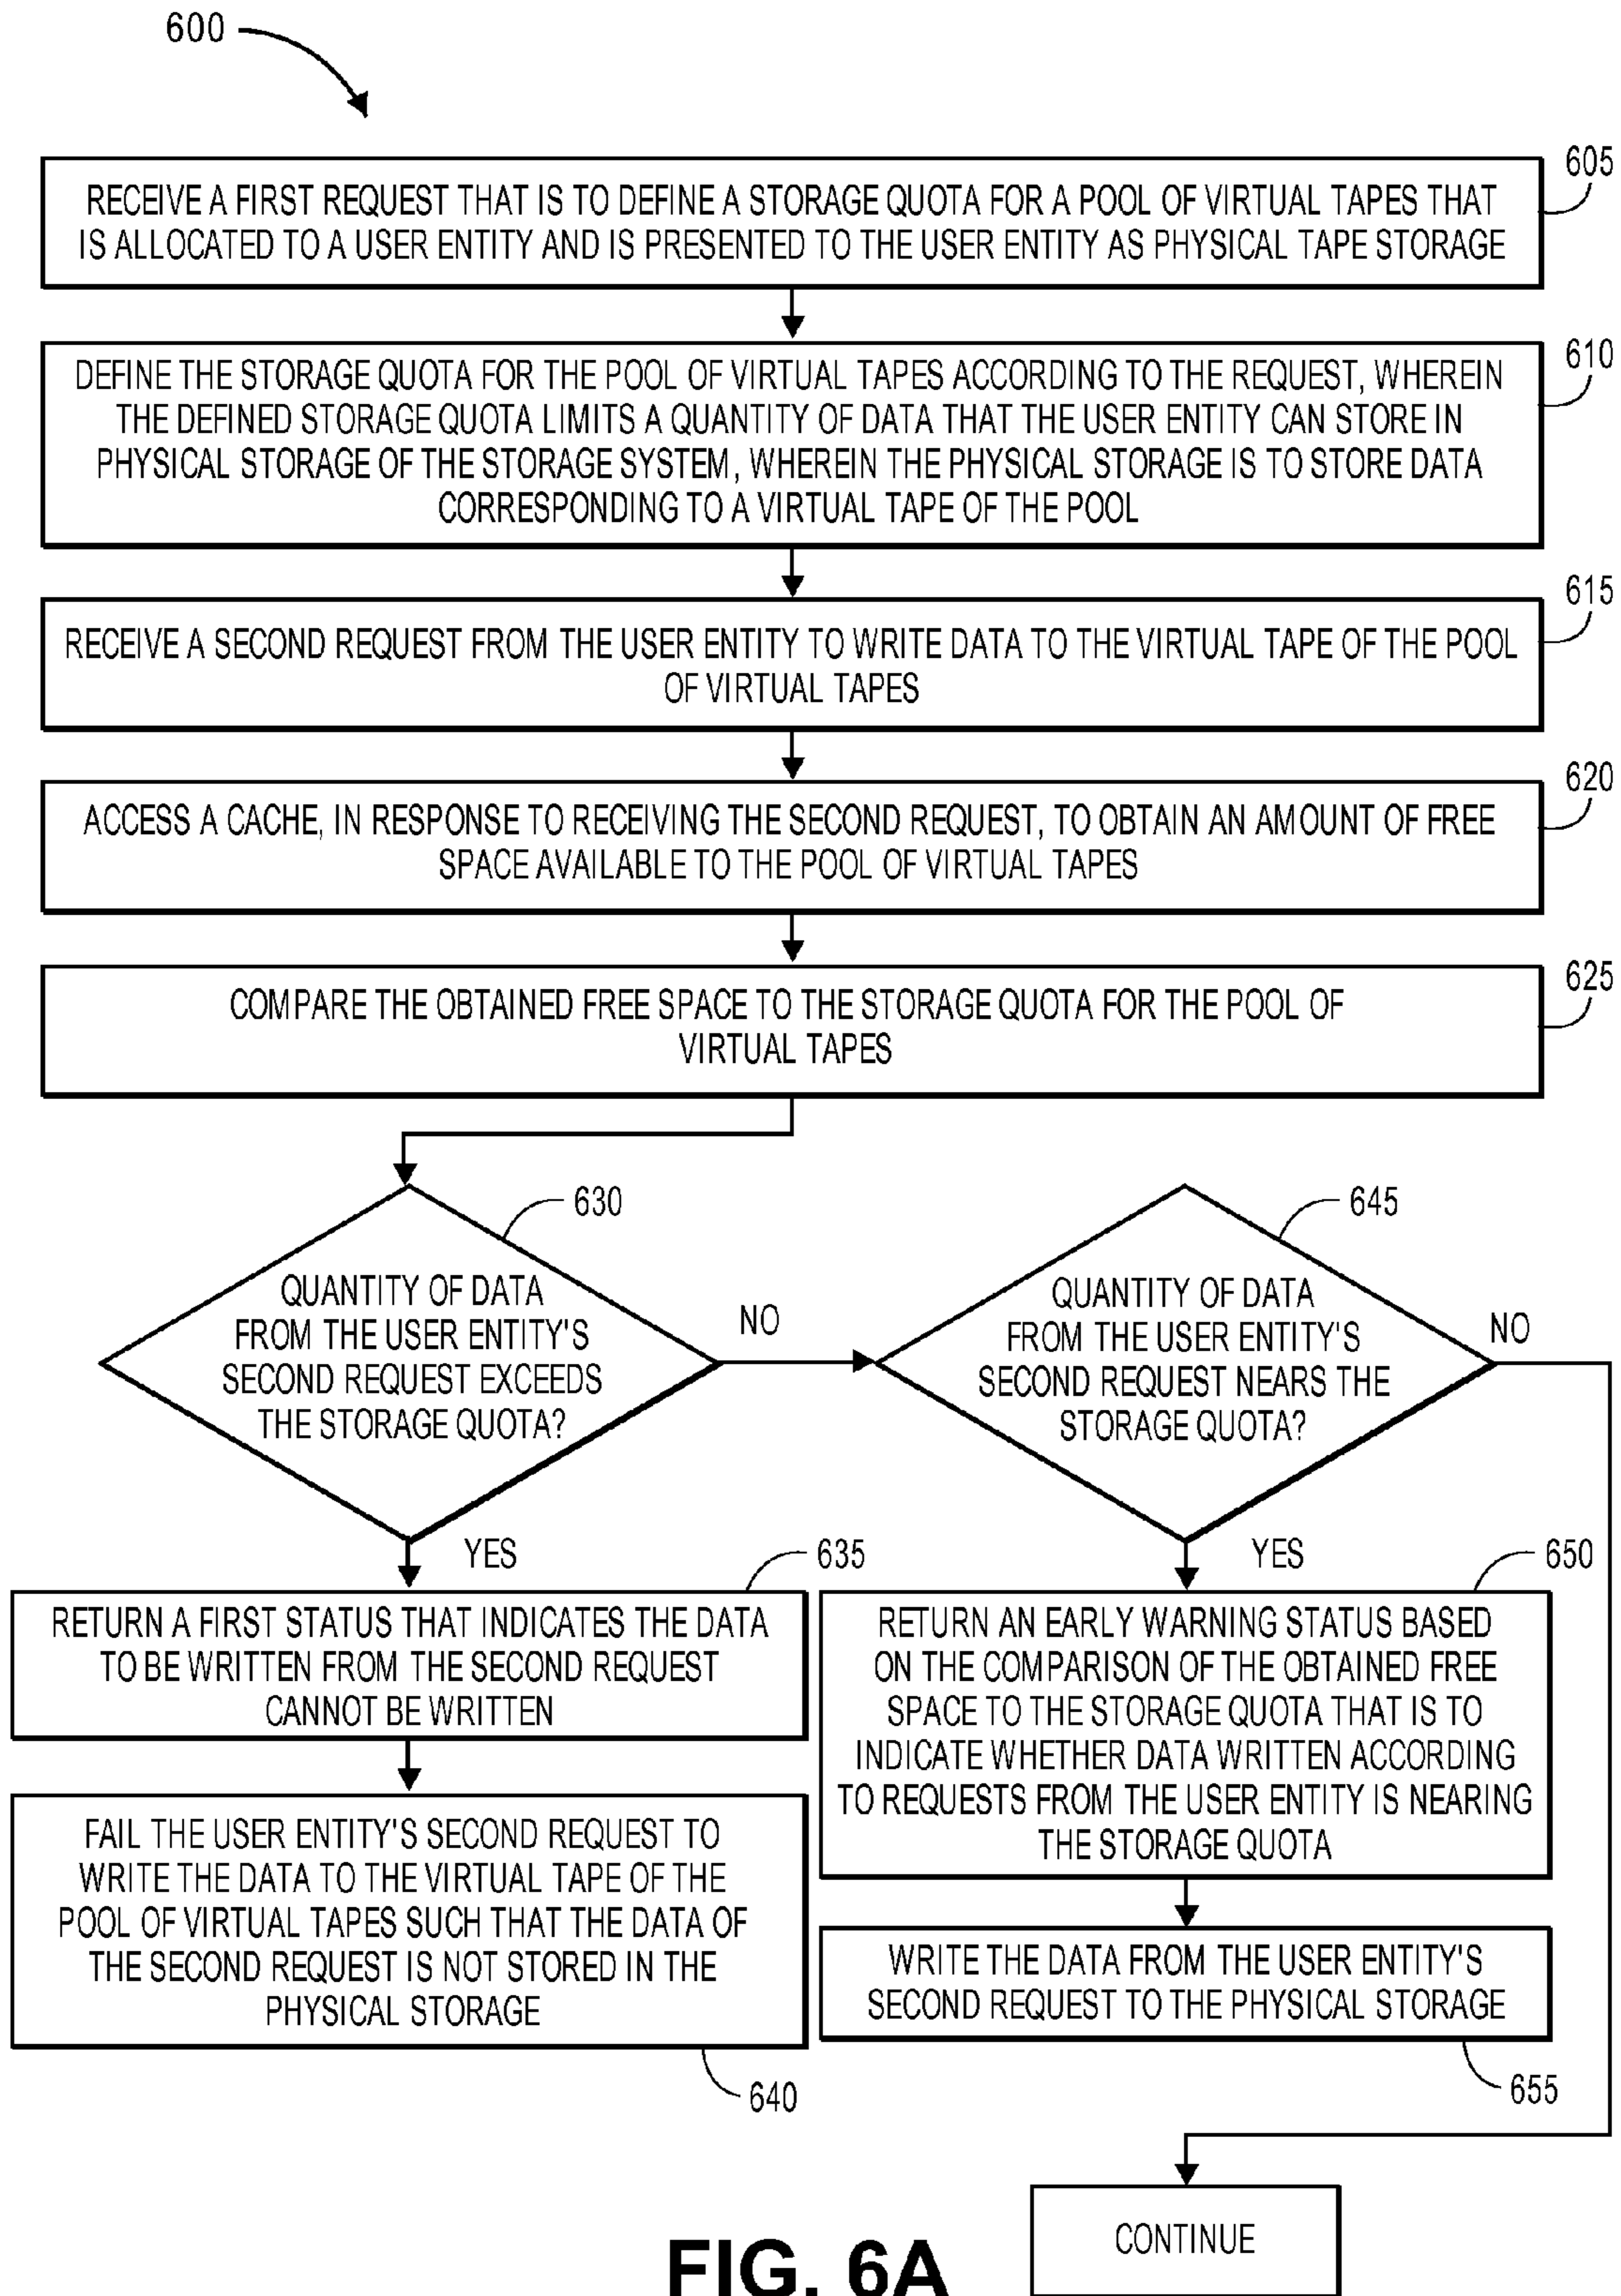 600
605
RECEIVE A FIRST REQUEST THAT IS TO DEFINE A STORAGE QUOTA FOR A POOL OF VIRTUAL TAPES THAT
IS ALLOCATED TO A USER ENTITY AND IS PRESENTED TO THE USER ENTITY AS PHYSICAL TAPE STORAGE
610
DEFINE THE STORAGE QUOTA FOR THE POOL OF VIRTUAL TAPES ACCORDING TO THE REQUEST, WHEREIN
THE DEFINED STORAGE QUOTA LIMITS A QUANTITY OF DATA THAT THE USER ENTITY CAN STORE IN
PHYSICAL STORAGE OF THE STORAGE SYSTEM, WHEREIN THE PHYSICAL STORAGE IS TO STORE DATA
CORRESPONDING TO A VIRTUAL TAPE OF THE POOL
615
RECEIVE A SECOND REQUEST FROM THE USER ENTITY TO WRITE DATA TO THE VIRTUAL TAPE OF THE POOL
OF VIRTUAL TAPES
620
ACCESS A CACHE, IN RESPONSE TO RECEIVING THE SECOND REQUEST, TO OBTAIN AN AMOUNT OF FREE
SPACE AVAILABLE TO THE POOL OF VIRTUAL TAPES
625
COMPARE THE OBTAINED FREE SPACE TO THE STORAGE QUOTA FOR THE POOL OF
VIRTUAL TAPES
630
QUANTITY OF DATA
FROM THE USER ENTITY'S
SECOND REQUEST EXCEEDS
THE STORAGE QUOTA?
NO
645
QUANTITY OF DATA
FROM THE USER ENTITY'S
SECOND REQUEST NEARS THE
STORAGE QUOTA?
NO
YES
635
RETURN A FIRST STATUS THAT INDICATES THE DATA
TO BE WRITTEN FROM THE SECOND REQUEST
CANNOT BE WRITTEN
FAIL THE USER ENTITY'S SECOND REQUEST TO
WRITE THE DATA TO THE VIRTUAL TAPE OF THE
POOL OF VIRTUAL TAPES SUCH THAT THE DATA OF
THE SECOND REQUEST IS NOT STORED IN THE
PHYSICAL STORAGE
640
YES
650
RETURN AN EARLY WARNING STATUS BASED
ON THE COMPARISON OF THE OBTAINED FREE
SPACE TO THE STORAGE QUOTA THAT IS TO
INDICATE WHETHER DATA WRITTEN ACCORDING
TO REQUESTS FROM THE USER ENTITY IS NEARING
THE STORAGE QUOTA
WRITE THE DATA FROM THE USER ENTITY'S
SECOND REQUEST TO THE PHYSICAL STORAGE
655
CONTINUE
FIG. 6A